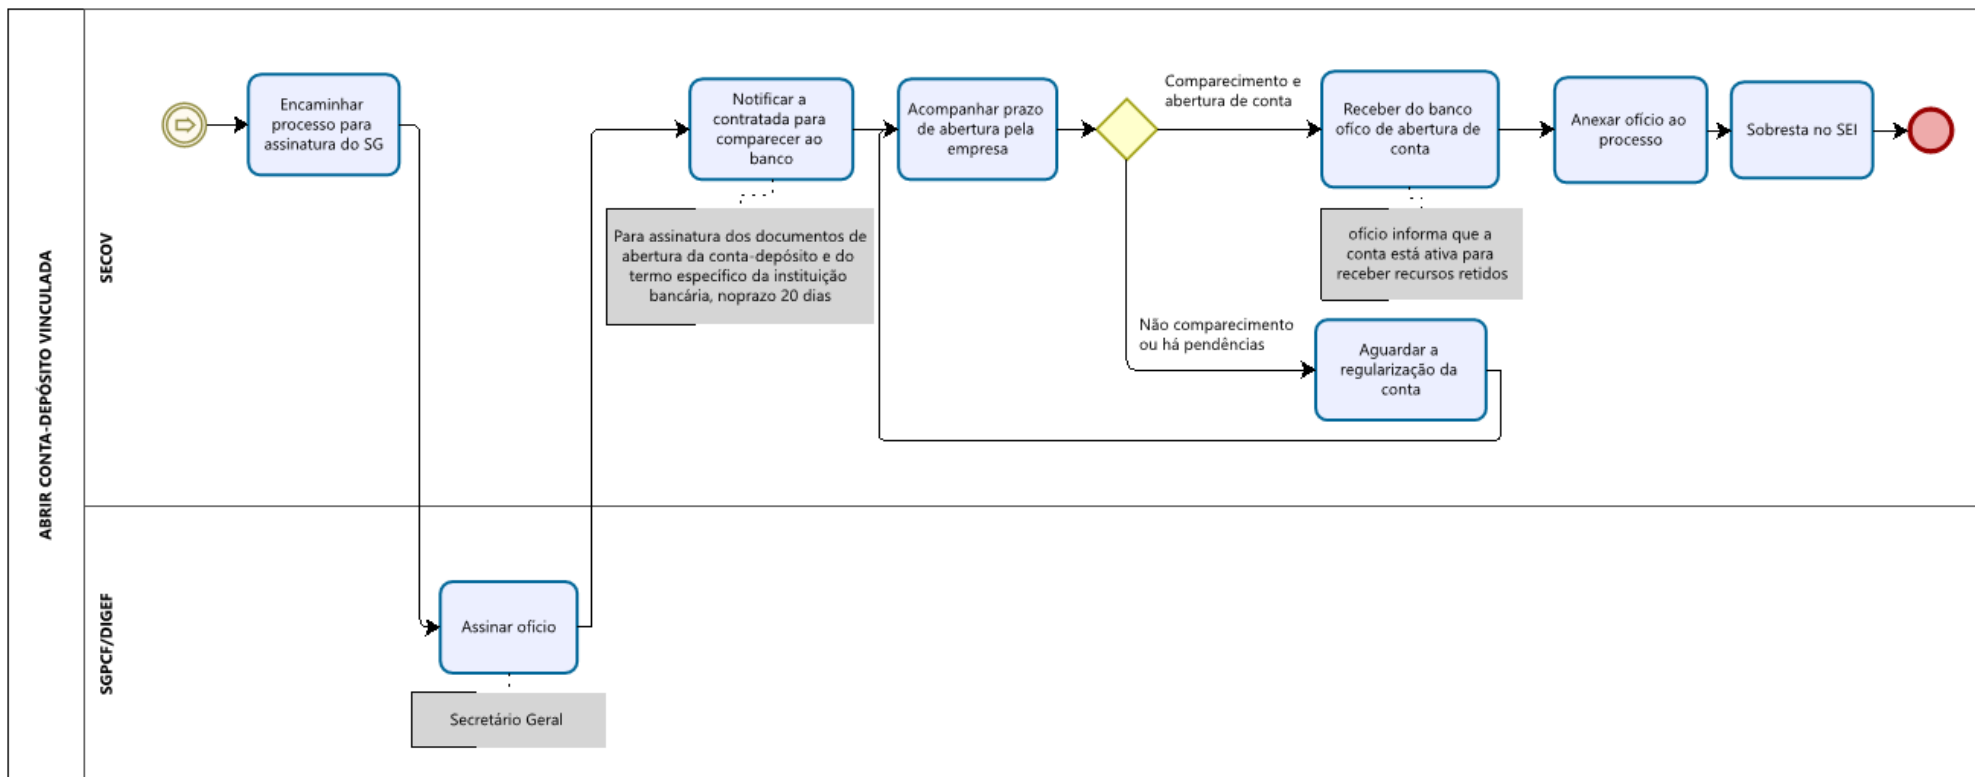 ABRIR CONTA-DEPÓSITO VINCULADA
SECOV
Encaminhar
processo para
assinatura do SG
Notificar a
contratada para
comparecer ao
banco
Para assinatura dos documentos de
abertura da conta-depósito e do
termo específico da instituição
bancária, noprazo 20 dias
Acompanhar prazo
de abertura pela
empresa
Comparecimento e
abertura de conta
Receber do banco
ofíco de abertura de
conta
ofício informa que a
conta está ativa para
receber recursos retidos
Anexar ofício ao
processo
Sobresta no SEI
Não comparecimento
ou há pendências
Aguardar a
regularização da
conta
SGPCF/DIGEF
Assinar ofício
Secretário Geral